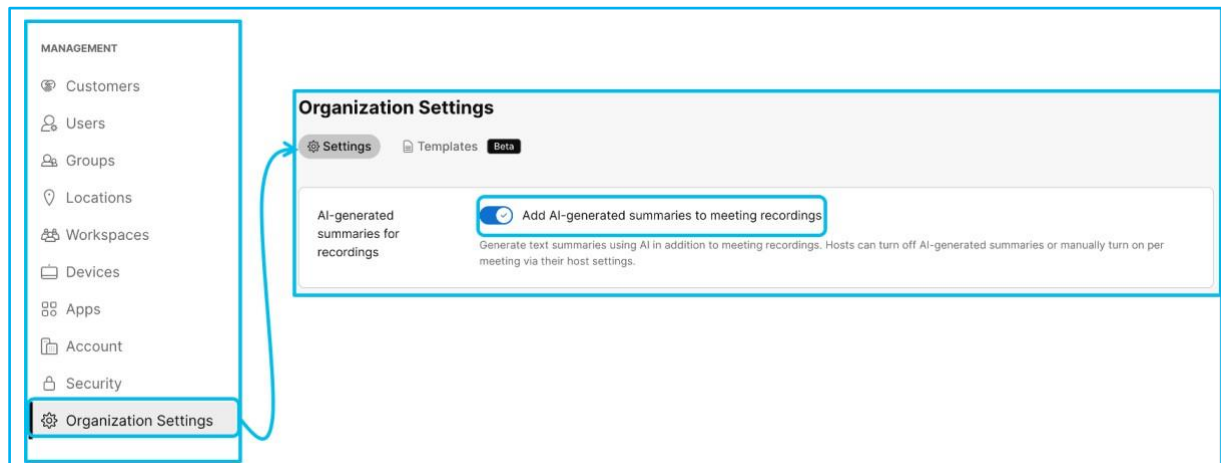 MANAGEMENT
Customers
Users
Groups
Locations
Workspaces
Devices
Apps
Account
Security
Organization Settings
Organization Settings
Settings
Templates Beta
AI-generated
summaries for
recordings
Add AI-generated summaries to meeting recordings
Generate text summaries using AI in addition to meeting recordings. Hosts can turn off AI-generated summaries or manually turn on per
meeting via their host settings.